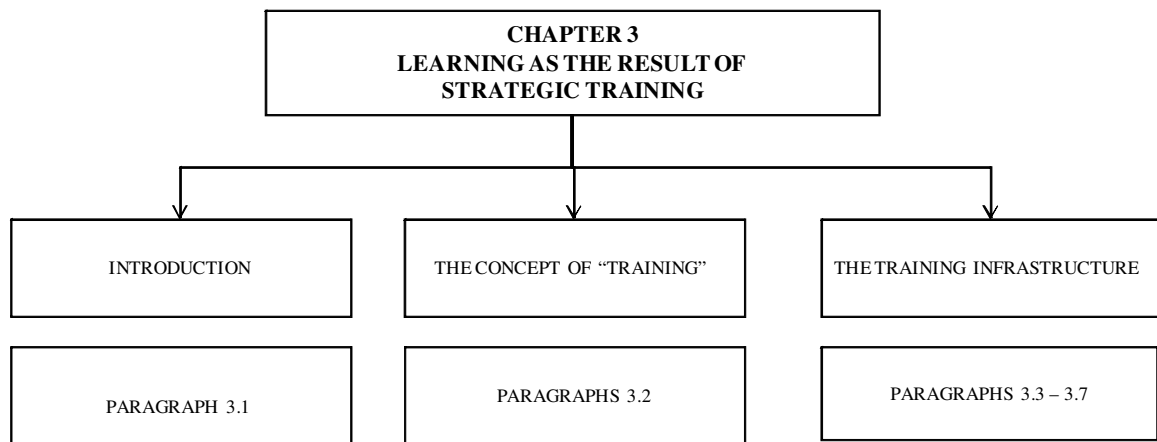 CHAPTER 3
LEARNING AS THE RESULT OF
STRATEGIC TRAINING
INTRODUCTION
THE CONCEPT OF “TRAINING”
THE TRAINING INFRASTRUCTURE
PARAGRAPH 3.1
PARAGRAPHS 3.2
PARAGRAPHS 3.3 – 3.7